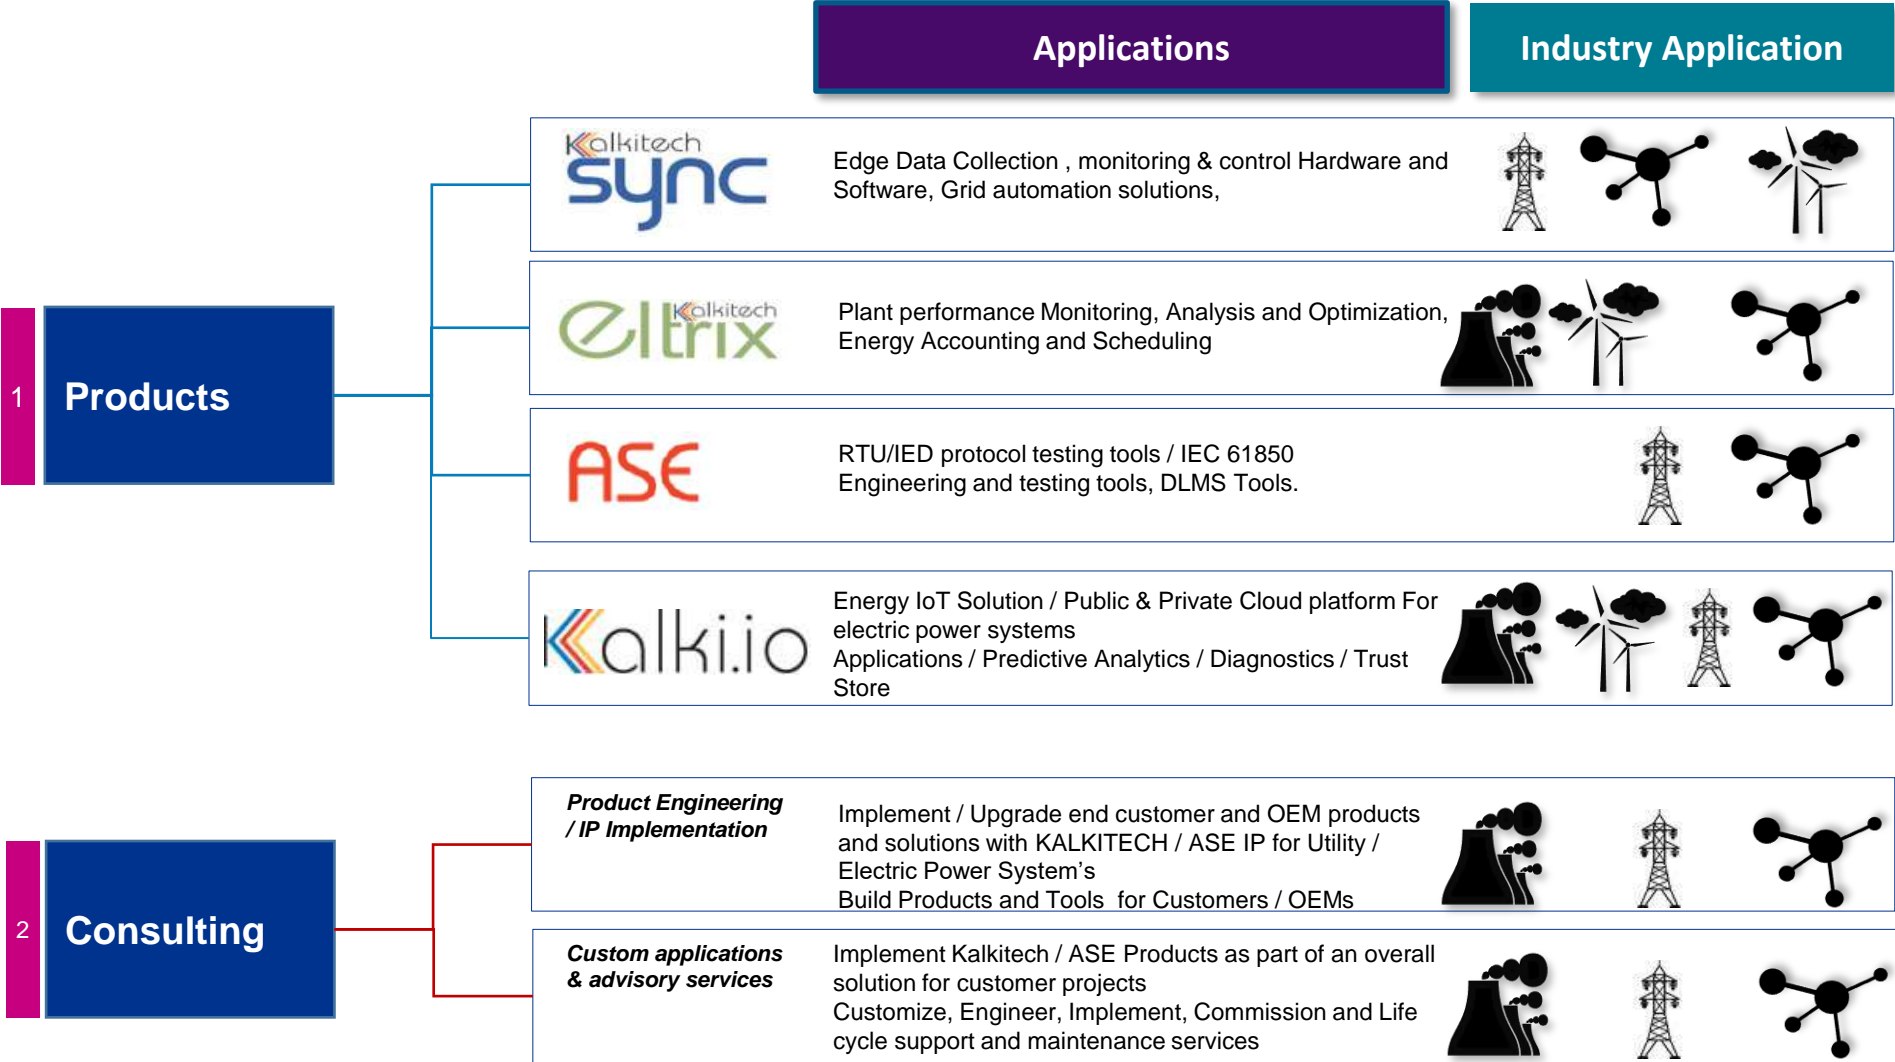 Applications
Industry Application
1
Products
Kalkitech
sync
Edge Data Collection , monitoring & control Hardware and
Software, Grid automation solutions,
Kalkitech
eltrix
Plant performance Monitoring, Analysis and Optimization,
Energy Accounting and Scheduling
ASE
RTU/IED protocol testing tools / IEC 61850
Engineering and testing tools, DLMS Tools.
Kalki.io
Energy IoT Solution / Public & Private Cloud platform For
electric power systems
Applications / Predictive Analytics / Diagnostics / Trust
Store
2
Consulting
Product Engineering
/ IP Implementation
Implement / Upgrade end customer and OEM products
and solutions with KALKITECH / ASE IP for Utility /
Electric Power System’s
Build Products and Tools  for Customers / OEMs
Custom applications
& advisory services
Implement Kalkitech / ASE Products as part of an overall
solution for customer projects
Customize, Engineer, Implement, Commission and Life
cycle support and maintenance services